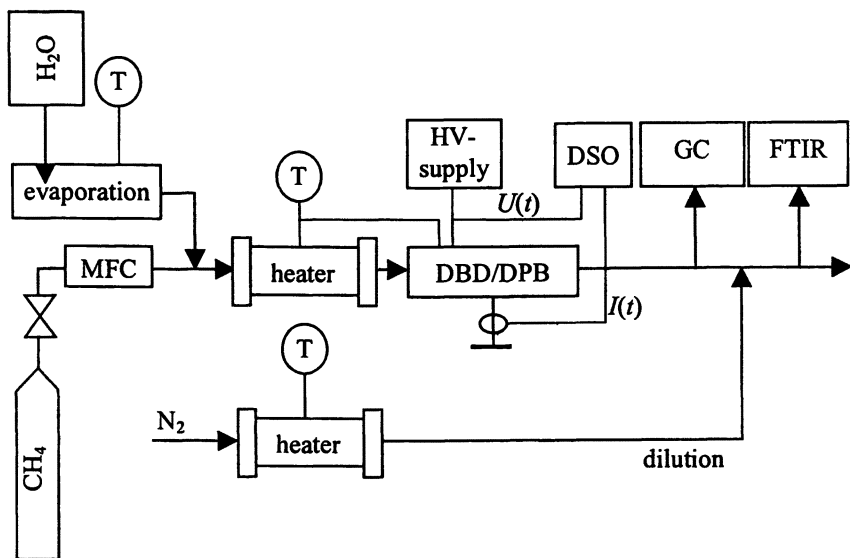 H₂O
T
evaporation
HV-
supply
DSO
GC
FTIR
T
U(t)
MFC
heater
DBD/DPB
I(t)
T
N₂
heater
dilution
CH₄